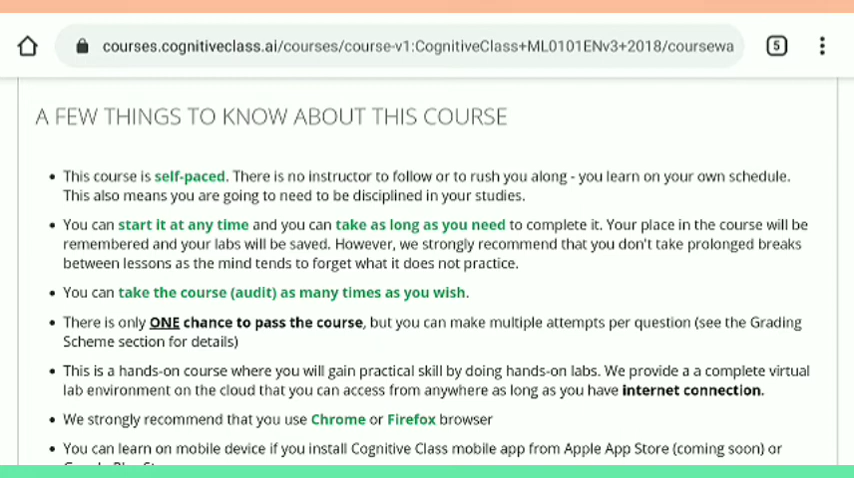 courses.cognitiveclass.ai/courses/course-v1:CognitiveClass+ML0101ENv3+2018/coursewa
5
A FEW THINGS TO KNOW ABOUT THIS COURSE
• This course is self-paced. There is no instructor to follow or to rush you along - you learn on your own schedule.
This also means you are going to need to be disciplined in your studies.
• You can start it at any time and you can take as long as you need to complete it. Your place in the course will be
remembered and your labs will be saved. However, we strongly recommend that you don't take prolonged breaks
between lessons as the mind tends to forget what it does not practice.
• You can take the course (audit) as many times as you wish.
• There is only ONE chance to pass the course, but you can make multiple attempts per question (see the Grading
Scheme section for details)
• This is a hands-on course where you will gain practical skill by doing hands-on labs. We provide a a complete virtual
lab environment on the cloud that you can access from anywhere as long as you have internet connection.
• We strongly recommend that you use Chrome or Firefox browser
• You can learn on mobile device if you install Cognitive Class mobile app from Apple App Store (coming soon) or